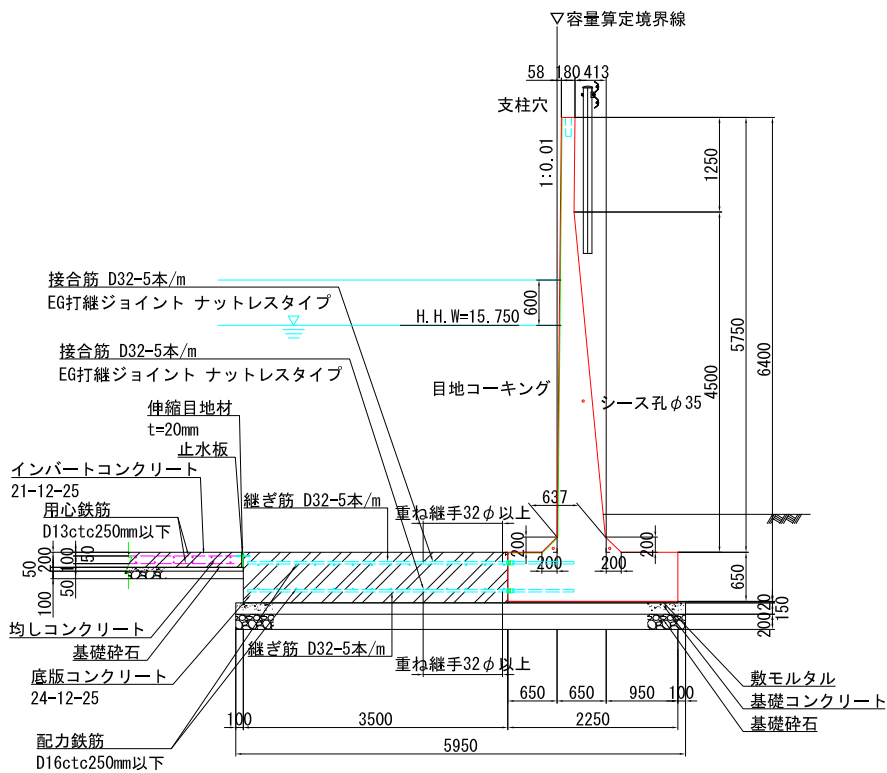 ▽容量算定境界線
58
180
413
支柱穴
1:0.01
1250
接合筋 D32-5本/m
EG打継ジョイント ナットレスタイプ
600
H.H.W=15.750
5750
6400
接合筋 D32-5本/m
EG打継ジョイント ナットレスタイプ
4500
目地コーキング
シース孔φ35
伸縮目地材
t=20mm
止水板
インバートコンクリート
21-12-25
継ぎ筋 D32-5本/m
637
重ね継手32φ以上
用心鉄筋
D13ctc250mm以下
200
200
50
200
100
50
200
200
50
100
650
20
150
200
均しコンクリート
基礎砕石
継ぎ筋 D32-5本/m
重ね継手32φ以上
底版コンクリート
24-12-25
敷モルタル
基礎コンクリート
基礎砕石
650
650
950
100
100
3500
2250
5950
配力鉄筋
D16ctc250mm以下